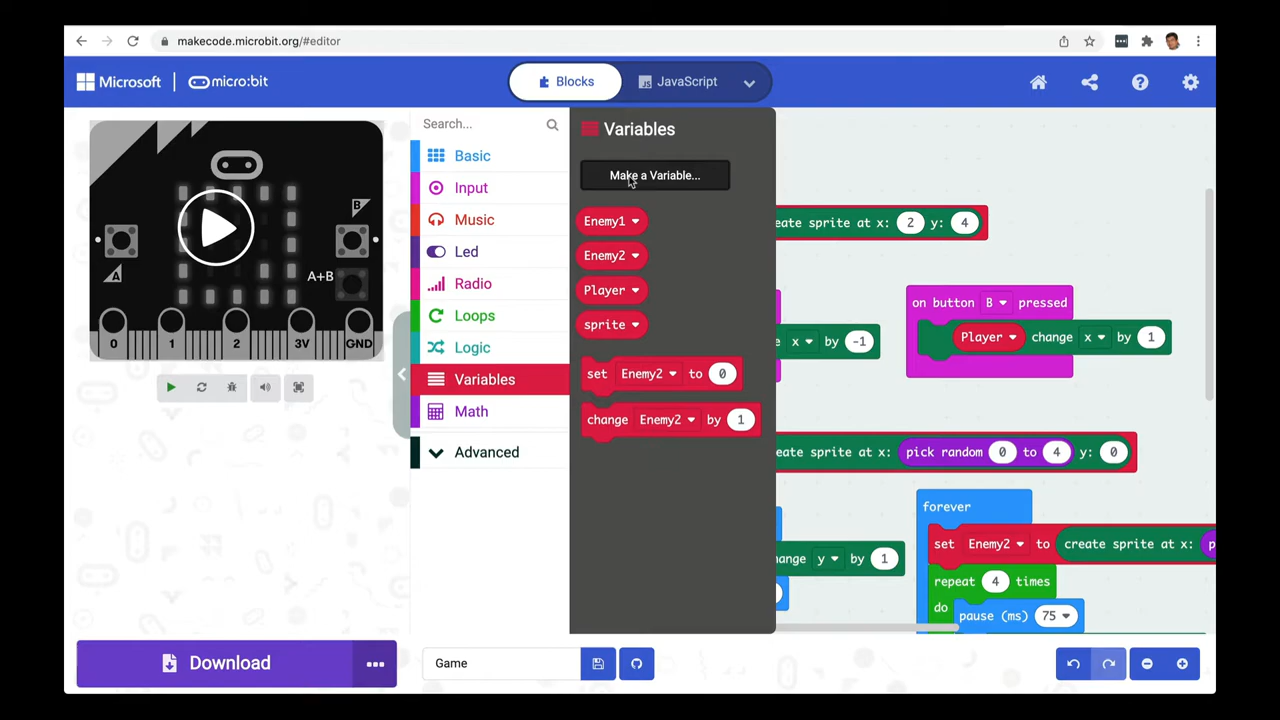 makecode.microbit.org/#editor
Microsoft
micro:bit
Blocks
JS JavaScript
B
A+B
A
0 1 2 3V GND
Search...
Basic
Input
Music
Led
Radio
Loops
Logic
Variables
Math
Advanced
Variables
Make a Variable...
Enemy1
Enemy2
Player
sprite
set Enemy2 to 0
change Enemy2 by 1
create sprite at x: 2 y: 4
x by -1
on button B pressed
Player change x by 1
create sprite at x: pick random 0 to 4 y: 0
change y by 1
forever
set Enemy2 to create sprite at x:
repeat 4 times
do
pause (ms) 75
Download
Game